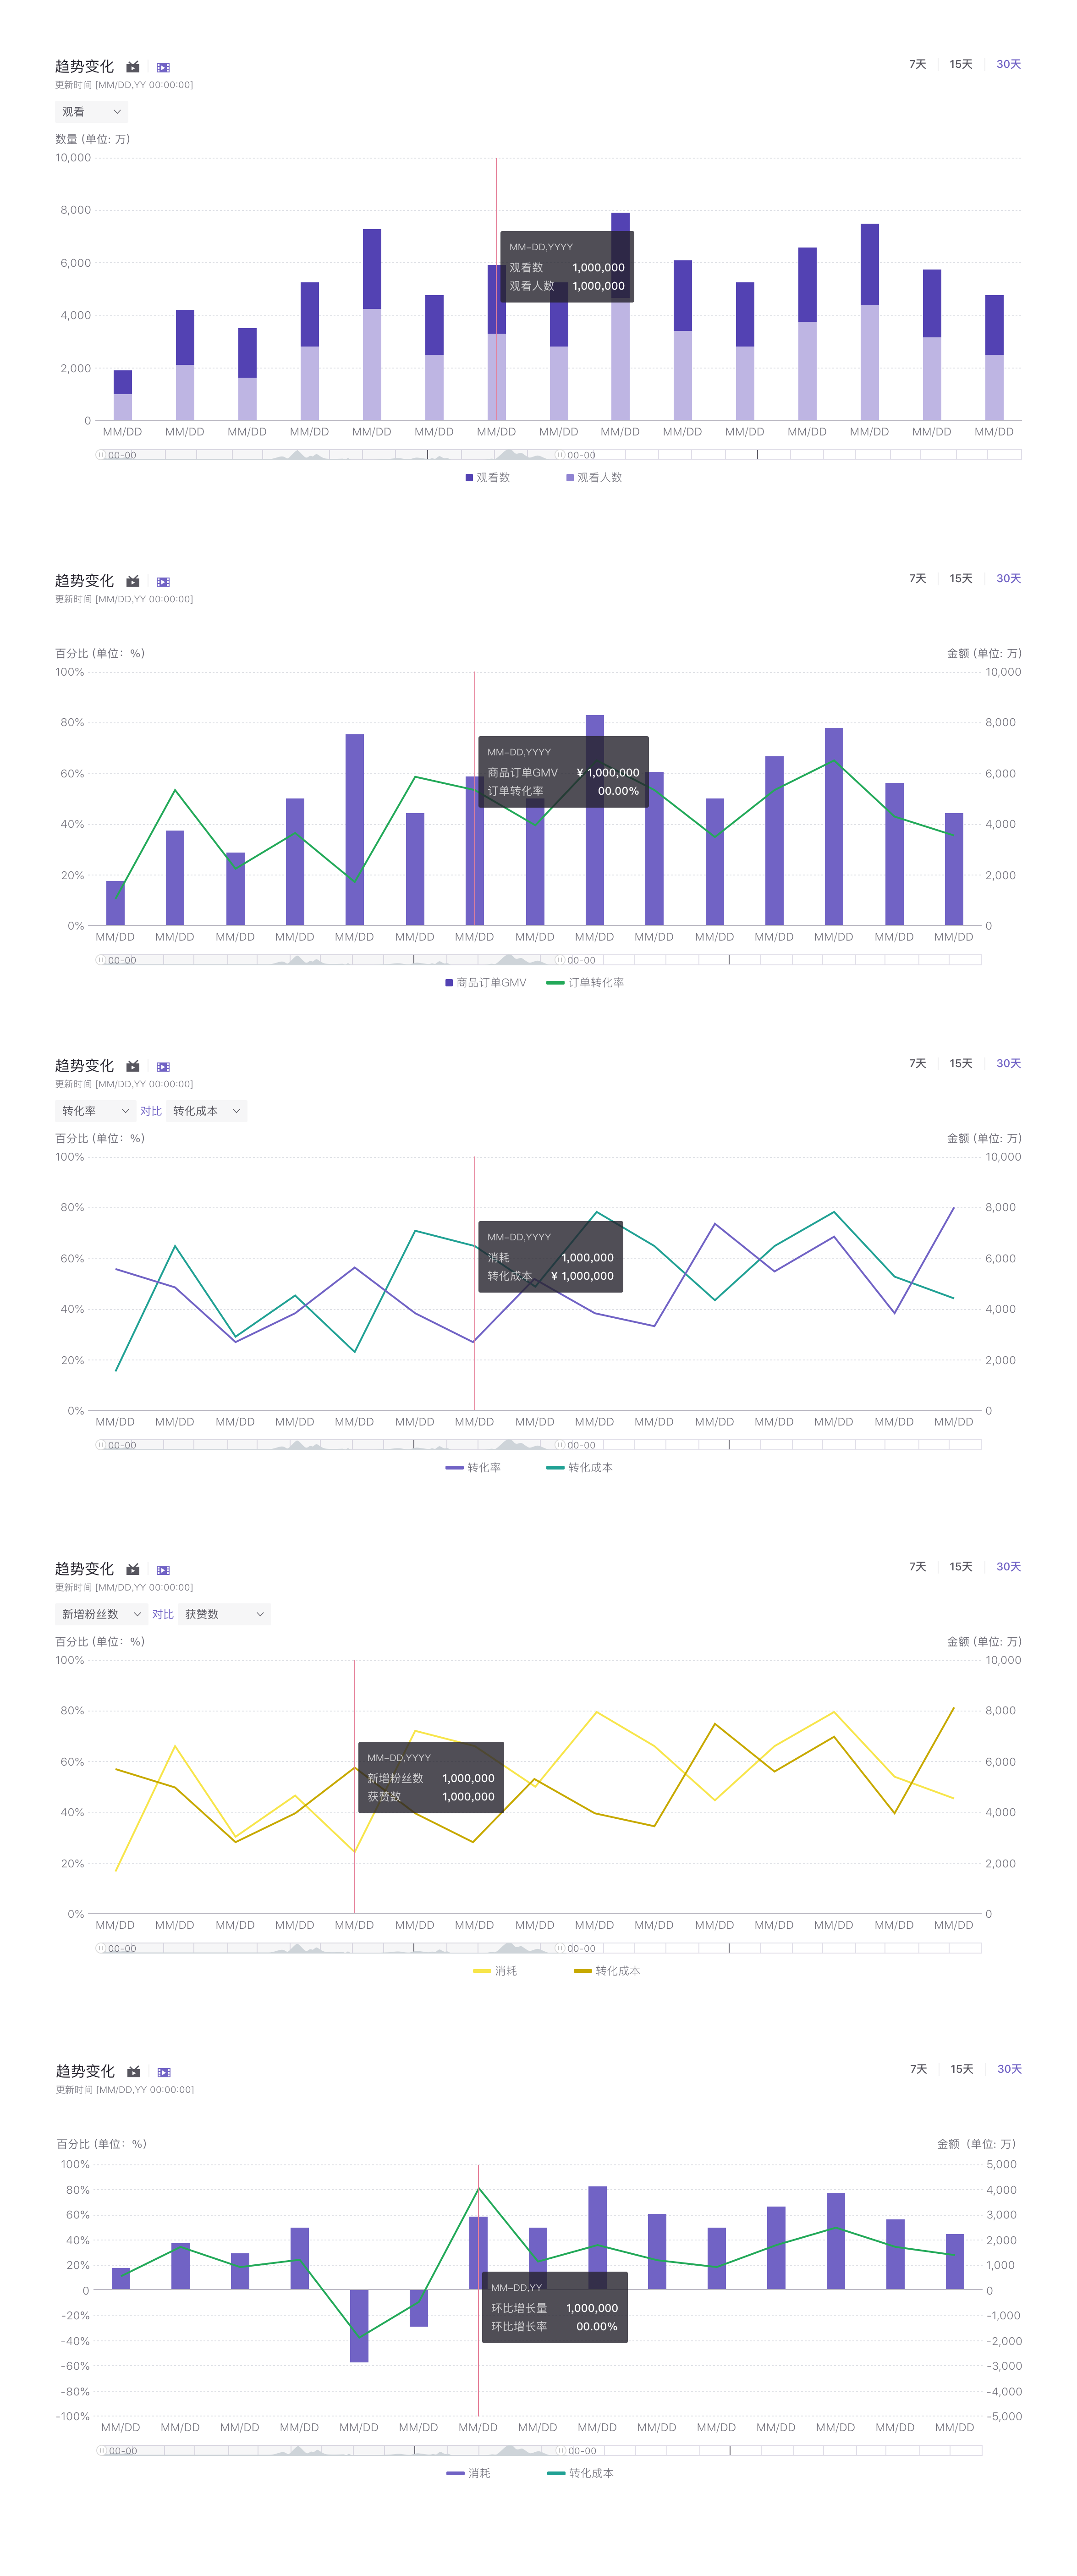 趋势变化
7天 15天 30天
更新时间 [MM/DD,YY 00:00:00]
观看
数量 (单位: 万)
10,000
8,000
MM-DD,YYYY
6,000
观看数 1,000,000
观看人数 1,000,000
4,000
2,000
0
MM/DD MM/DD MM/DD MM/DD MM/DD MM/DD MM/DD MM/DD MM/DD MM/DD MM/DD MM/DD MM/DD MM/DD MM/DD
00-00 00-00
观看数 观看人数
趋势变化
7天 15天 30天
更新时间 [MM/DD,YY 00:00:00]
百分比 (单位: %) 金额 (单位: 万)
100% 10,000
80% 8,000
MM-DD,YYYY
60% 商品订单GMV ¥ 1,000,000 6,000
订单转化率 00.00%
40% 4,000
20% 2,000
0% 0
MM/DD MM/DD MM/DD MM/DD MM/DD MM/DD MM/DD MM/DD MM/DD MM/DD MM/DD MM/DD MM/DD MM/DD MM/DD
00-00 00-00
商品订单GMV 订单转化率
趋势变化
7天 15天 30天
更新时间 [MM/DD,YY 00:00:00]
转化率 对比 转化成本
百分比 (单位: %) 金额 (单位: 万)
100% 10,000
80% 8,000
MM-DD,YYYY
60% 消耗 1,000,000 6,000
转化成本 ¥ 1,000,000
40% 4,000
20% 2,000
0% 0
MM/DD MM/DD MM/DD MM/DD MM/DD MM/DD MM/DD MM/DD MM/DD MM/DD MM/DD MM/DD MM/DD MM/DD MM/DD
00-00 00-00
转化率 转化成本
趋势变化
7天 15天 30天
更新时间 [MM/DD,YY 00:00:00]
新增粉丝数 对比 获赞数
百分比 (单位: %) 金额 (单位: 万)
100% 10,000
80% 8,000
MM-DD,YYYY
60% 6,000
新增粉丝数 1,000,000
获赞数 1,000,000
40% 4,000
20% 2,000
0% 0
MM/DD MM/DD MM/DD MM/DD MM/DD MM/DD MM/DD MM/DD MM/DD MM/DD MM/DD MM/DD MM/DD MM/DD MM/DD
00-00 00-00
消耗 转化成本
趋势变化
7天 15天 30天
更新时间 [MM/DD,YY 00:00:00]
百分比 (单位: %) 金额 (单位: 万)
100% 5,000
80% 4,000
60% 3,000
40% 2,000
20% 1,000
0 0
MM-DD,YY
环比增长量 1,000,000
-20% -1,000
环比增长率 00.00%
-40% -2,000
-60% -3,000
-80% -4,000
-100% -5,000
MM/DD MM/DD MM/DD MM/DD MM/DD MM/DD MM/DD MM/DD MM/DD MM/DD MM/DD MM/DD MM/DD MM/DD MM/DD
00-00 00-00
消耗 转化成本